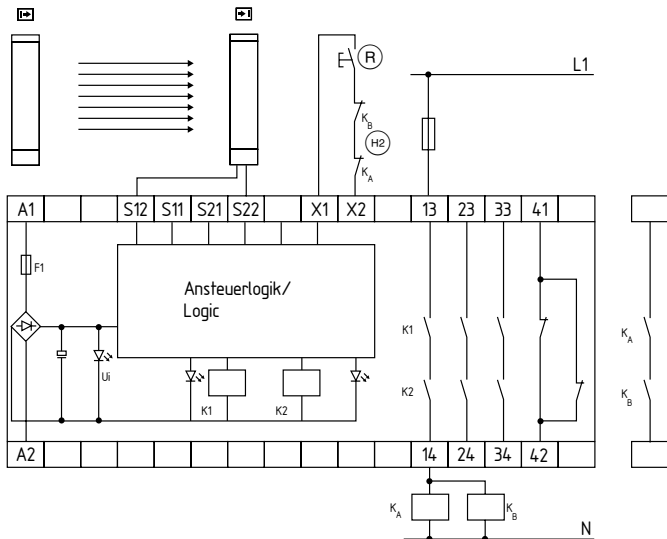 R
L1
K_B
H2
K_A
A1 S12 S11 S21 S22 X1 X2 13 23 33 41
F1
Ansteuerlogik/
Logic
K1
K_A
Ui
K1 K2 K2 K_B
A2 14 24 34 42
K_A K_B
N